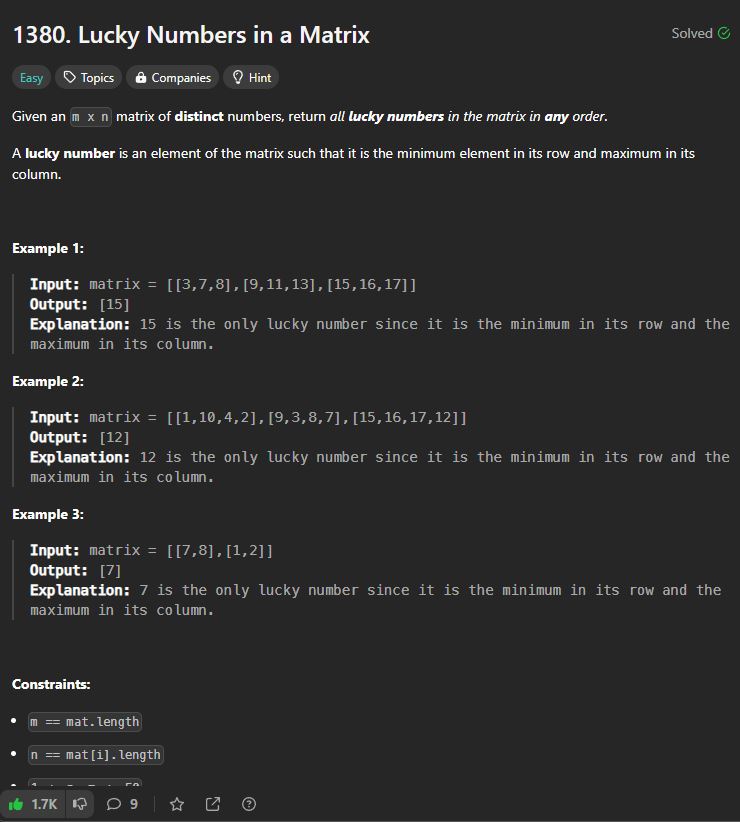 1380. Lucky Numbers in a Matrix
Solved
Easy Topics Companies Hint
Given an m x n matrix of distinct numbers, return all lucky numbers in the matrix in any order.
A lucky number is an element of the matrix such that it is the minimum element in its row and maximum in its
column.
Example 1:
Input: matrix = [[3,7,8],[9,11,13],[15,16,17]]
Output: [15]
Explanation: 15 is the only lucky number since it is the minimum in its row and the
maximum in its column.
Example 2:
Input: matrix = [[1,10,4,2],[9,3,8,7],[15,16,17,12]]
Output: [12]
Explanation: 12 is the only lucky number since it is the minimum in its row and the
maximum in its column.
Example 3:
Input: matrix = [[7,8],[1,2]]
Output: [7]
Explanation: 7 is the only lucky number since it is the minimum in its row and the
maximum in its column.
Constraints:
m == mat.length
n == mat[i].length
1.7K 9